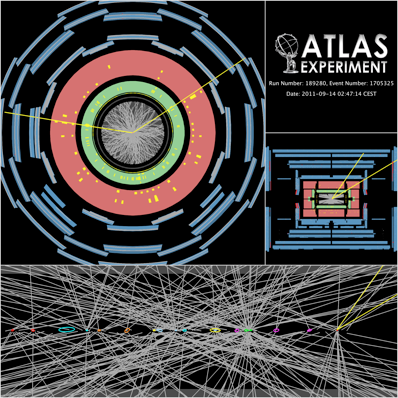 ATLAS
EXPERIMENT
Run Number: 189280, Event Number: 1705325
Date: 2011-09-14 02:47:14 CEST